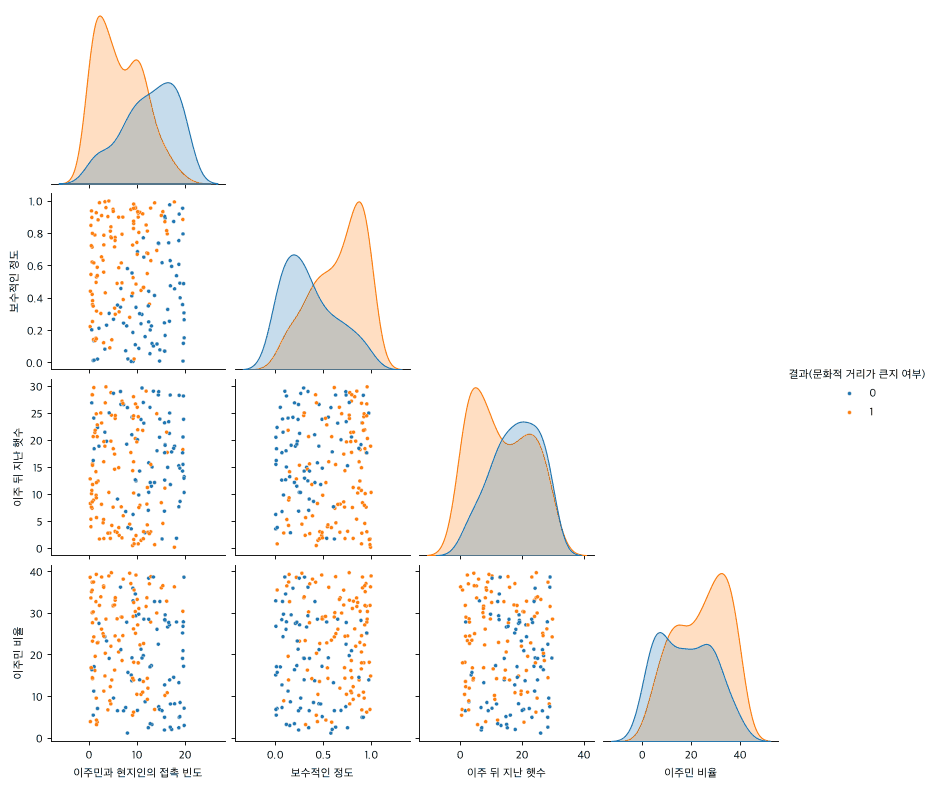 1.0
0.8
0.6
0.4
0.2
0.0
보수적인 정도
30
25
20
15
10
5
0
이주 뒤 지난 햇수
40
30
20
10
0
이주민 비율
0 10 20
이주민과 현지인의 접촉 빈도
0.0 0.5 1.0
보수적인 정도
0 20 40
이주 뒤 지난 햇수
0 20 40
이주민 비율
결과(문화적 거리가 큰지 여부)
0
1